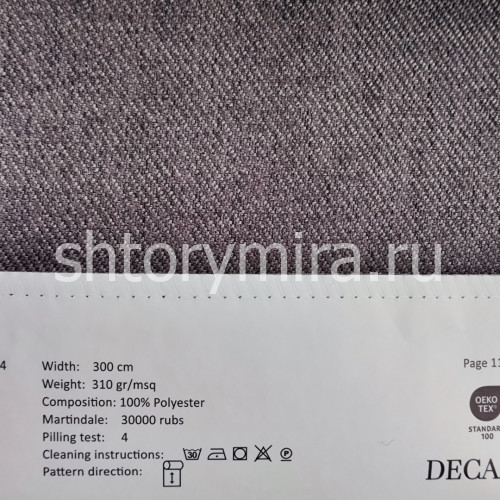 shtorymira.ru
4
Width: 300 cm
Page 11
Weight: 310 gr/msq
Composition: 100% Polyester
Martindale: 30000 rubs
Pilling test: 4
Cleaning instructions: 30 P
Pattern direction:
OEKO
TEX®
STANDARD
100
DECA